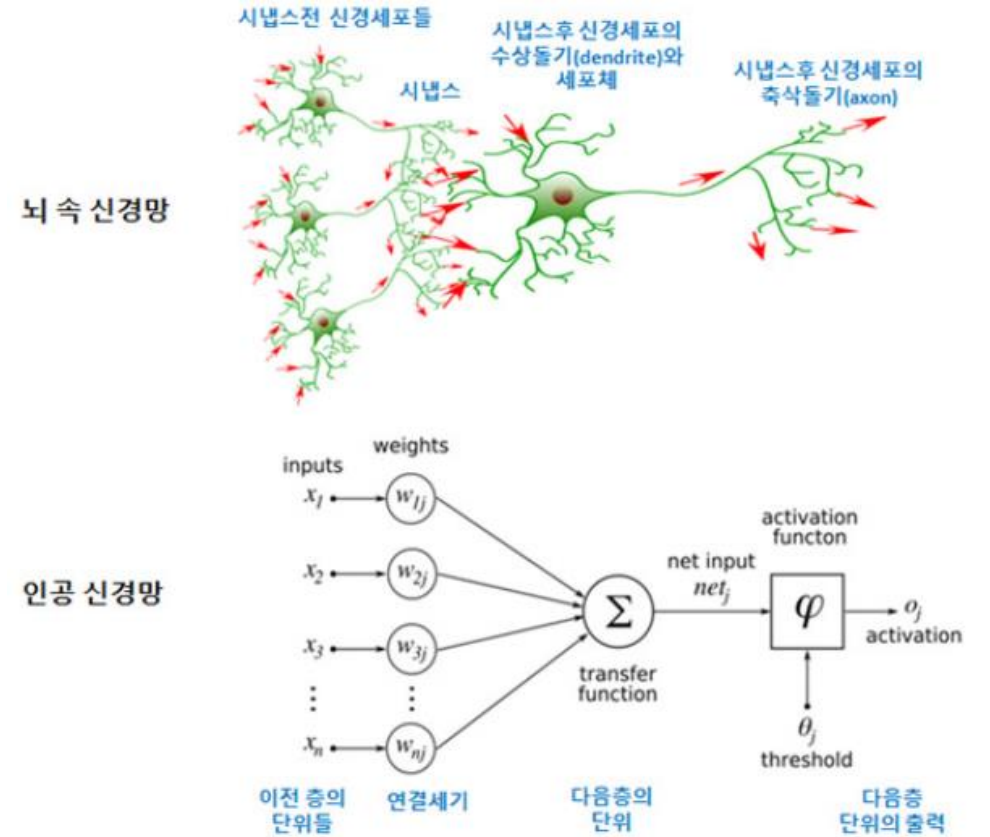 시냅스전 신경세포들
시냅스
시냅스후 신경세포의
수상돌기(dendrite)와
세포체
시냅스후 신경세포의
축삭돌기(axon)
뇌 속 신경망
인공 신경망
inputs
weights
x1
w1j
x2
w2j
x3
w3j
⋮
⋮
xn
wnj
Σ
transfer
function
net input
netj
activation
functon
φ
oj
activation
θj
threshold
이전 층의
단위들
연결세기
다음층의
단위
다음층
단위의 출력